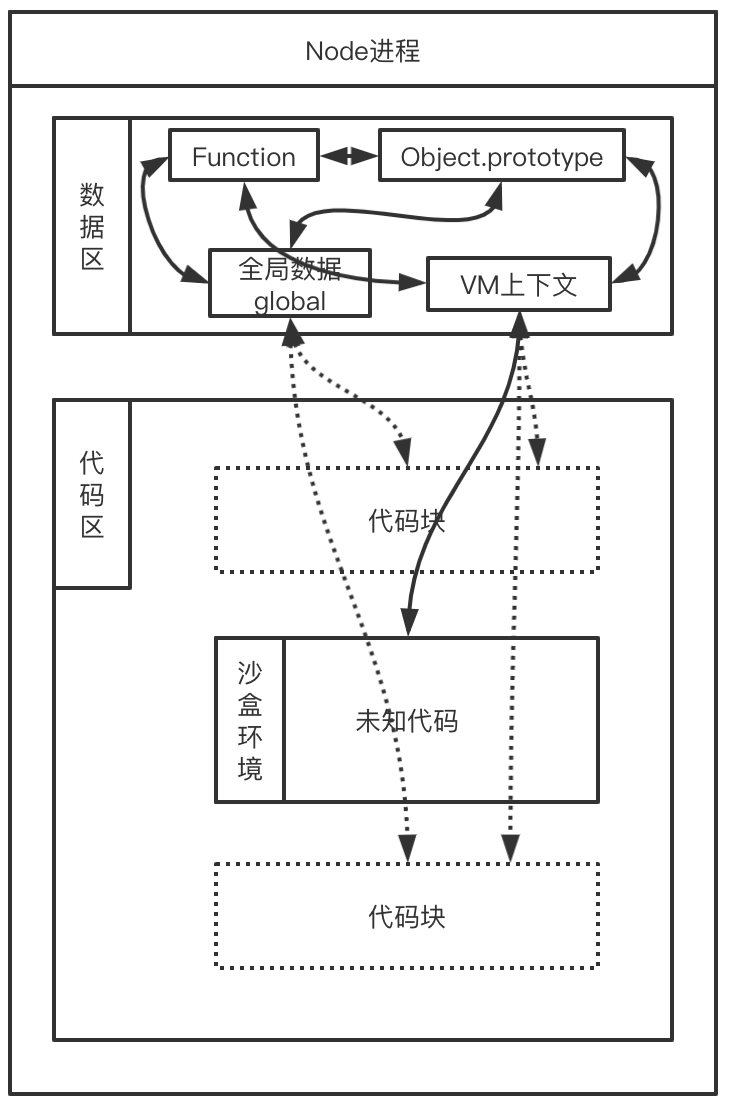 Node进程
数据区
Function
Object.prototype
全局数据
global
VM上下文
代码区
代码块
沙盒环境
未知代码
代码块